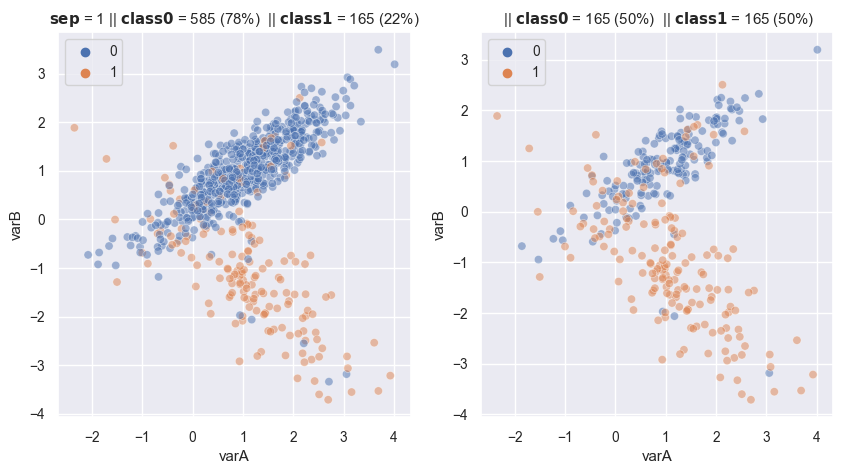 sep = 1 || class0 = 585 (78%) || class1 = 165 (22%)
0
1
3
2
1
0
−1
−2
−3
−4
varB
−2 −1 0 1 2 3 4
varA
|| class0 = 165 (50%) || class1 = 165 (50%)
0
1
3
2
1
0
−1
−2
−3
−4
varB
−2 −1 0 1 2 3 4
varA